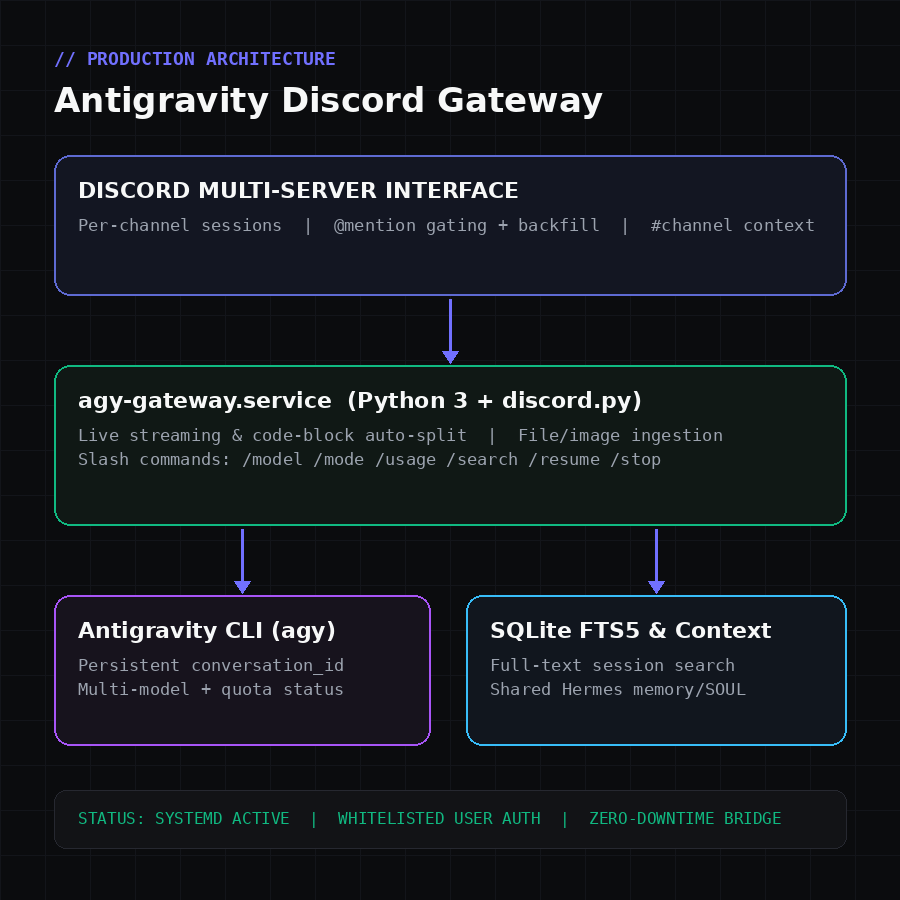 // PRODUCTION ARCHITECTURE
Antigravity Discord Gateway
DISCORD MULTI-SERVER INTERFACE
Per-channel sessions | @mention gating + backfill | #channel context
agy-gateway.service (Python 3 + discord.py)
Live streaming & code-block auto-split | File/image ingestion
Slash commands: /model /mode /usage /search /resume /stop
Antigravity CLI (agy)
Persistent conversation_id
Multi-model + quota status
SQLite FTS5 & Context
Full-text session search
Shared Hermes memory/SOUL
STATUS: SYSTEMD ACTIVE | WHITELISTED USER AUTH | ZERO-DOWNTIME BRIDGE